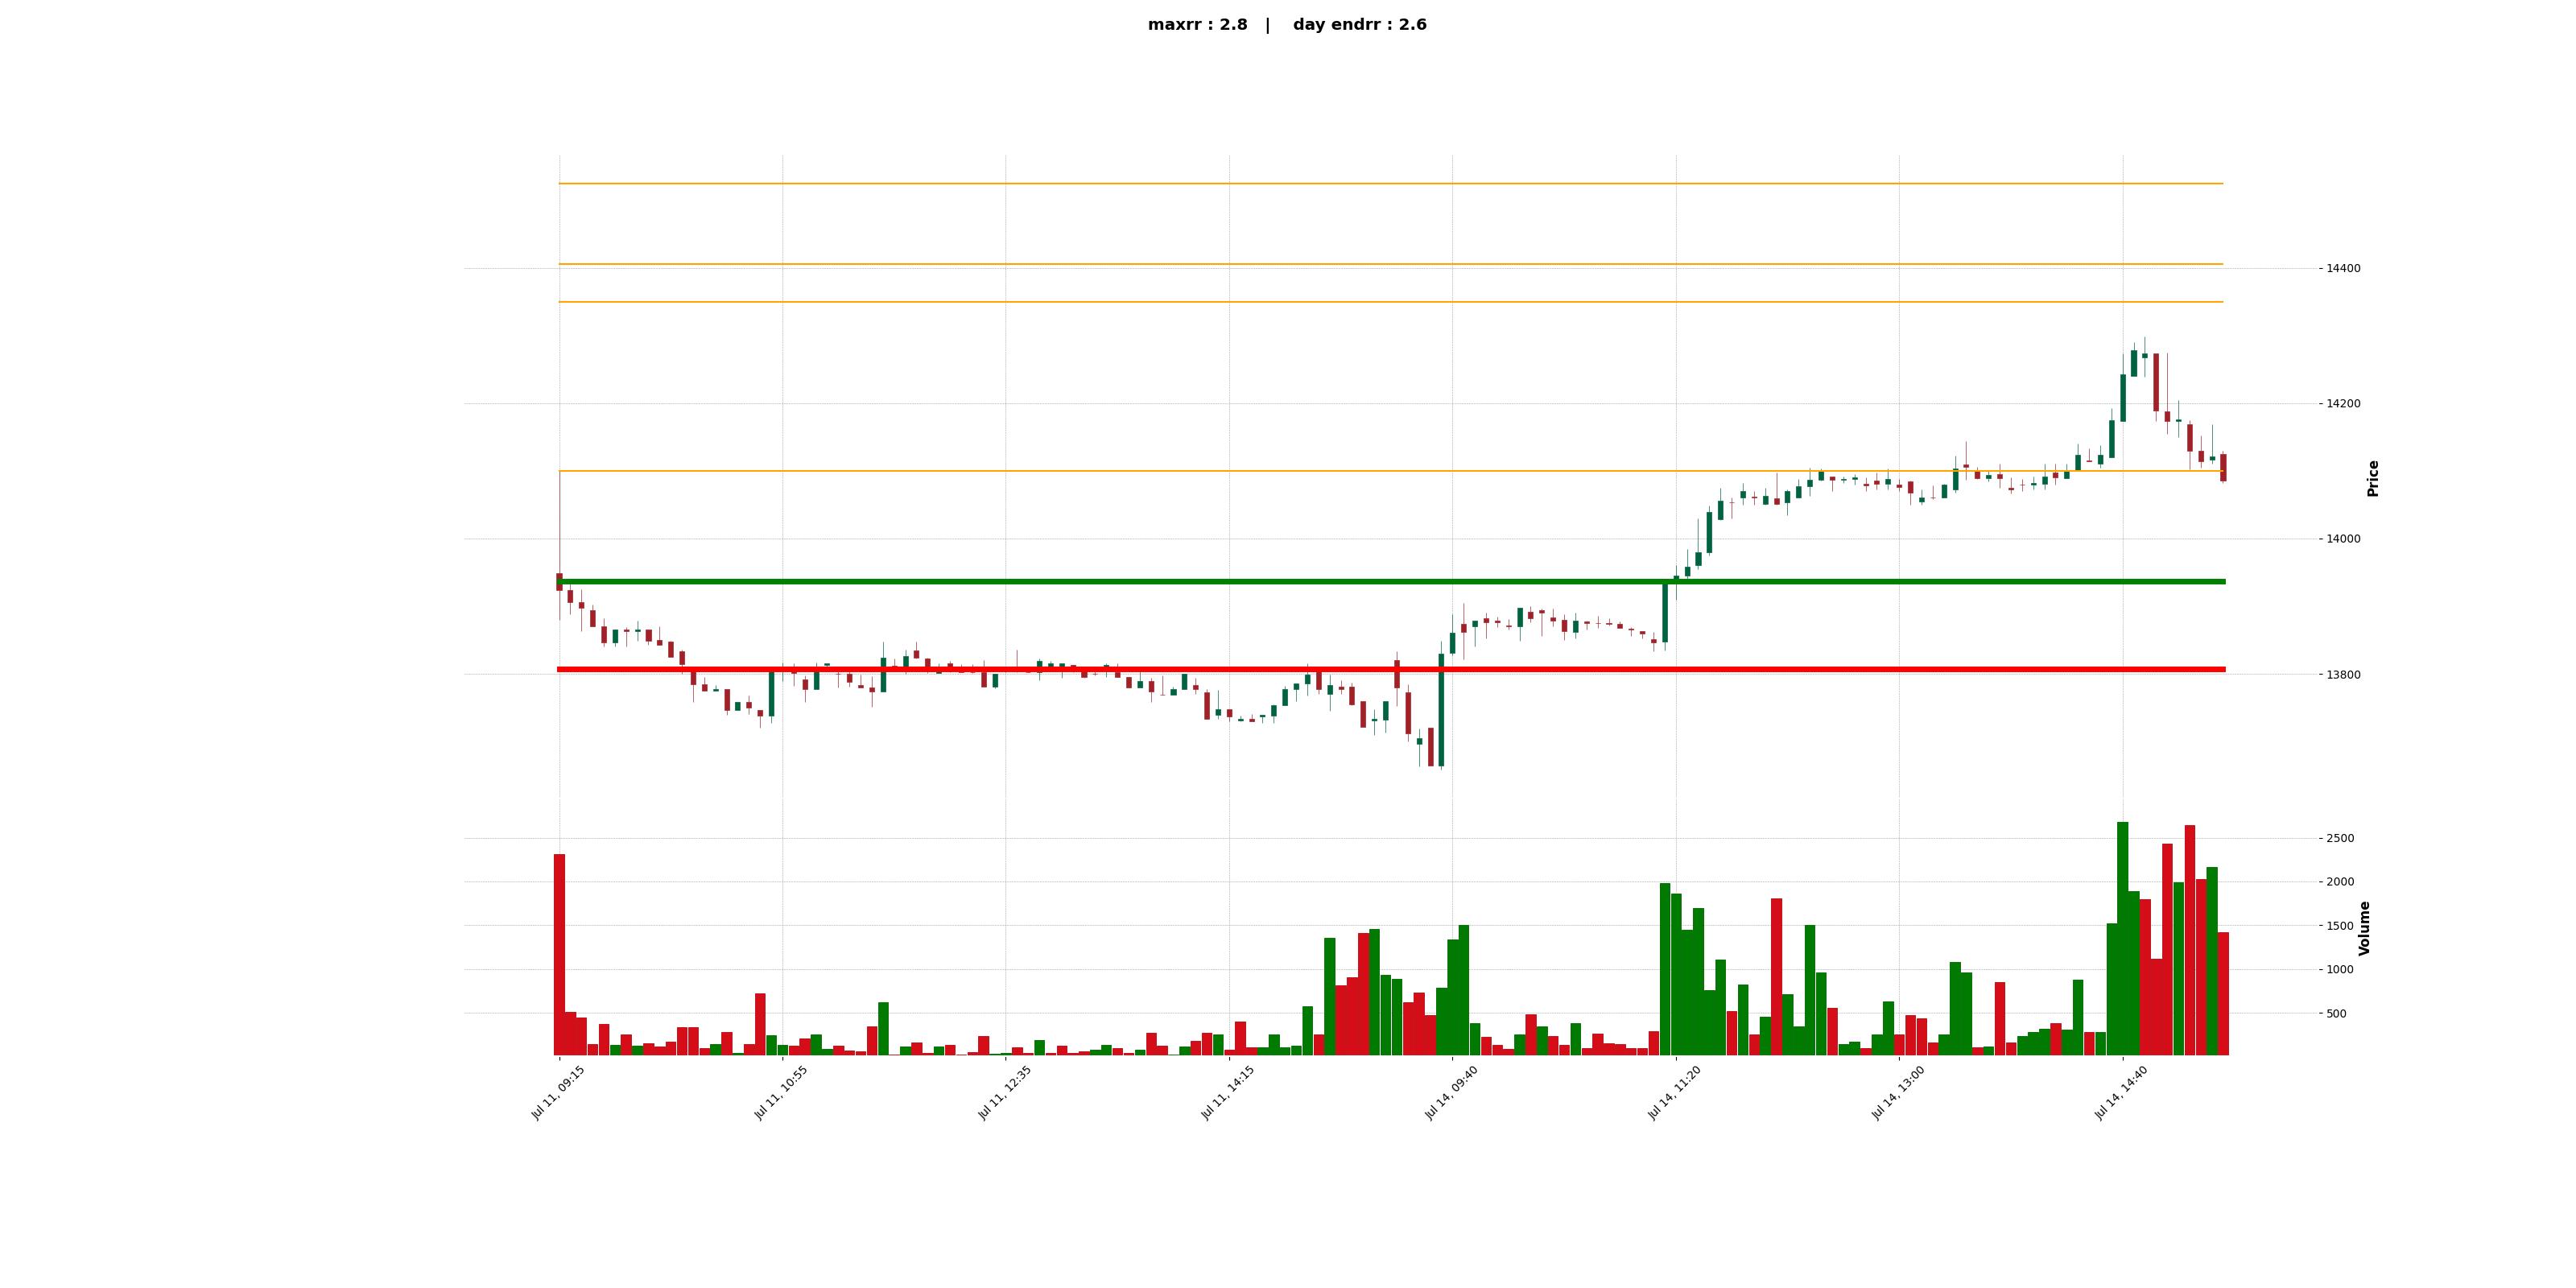 maxrr : 2.8   |    day endrr : 2.6
14400
14200
14000
13800
Price
2500
2000
1500
1000
500
Volume
Jul 11, 09:15
Jul 11, 10:55
Jul 11, 12:35
Jul 11, 14:15
Jul 14, 09:40
Jul 14, 11:20
Jul 14, 13:00
Jul 14, 14:40